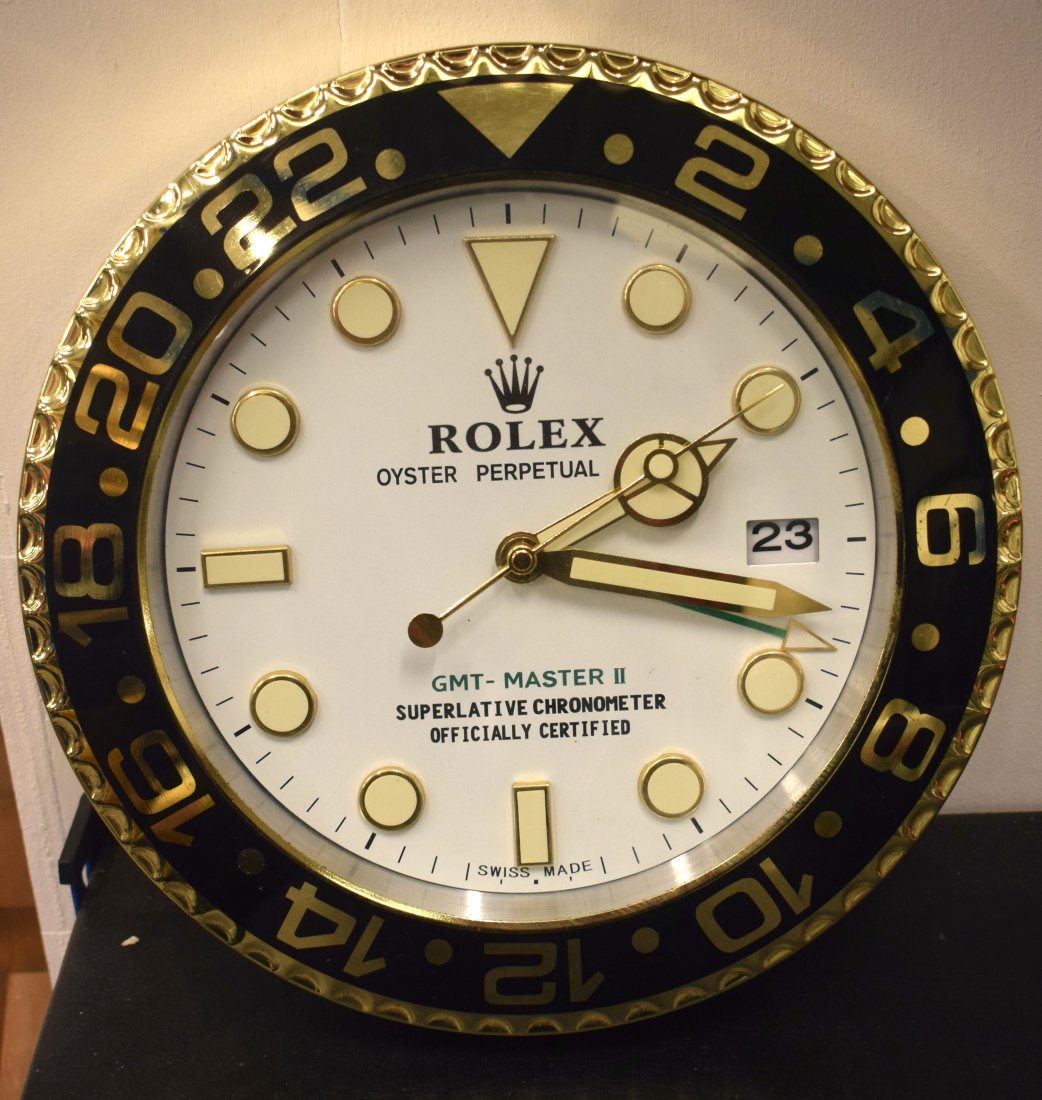 2
4
6
8
10
12
14
16
18
20
22
ROLEX
OYSTER PERPETUAL
23
GMT- MASTER II
SUPERLATIVE CHRONOMETER
OFFICIALLY CERTIFIED
SWISS MADE